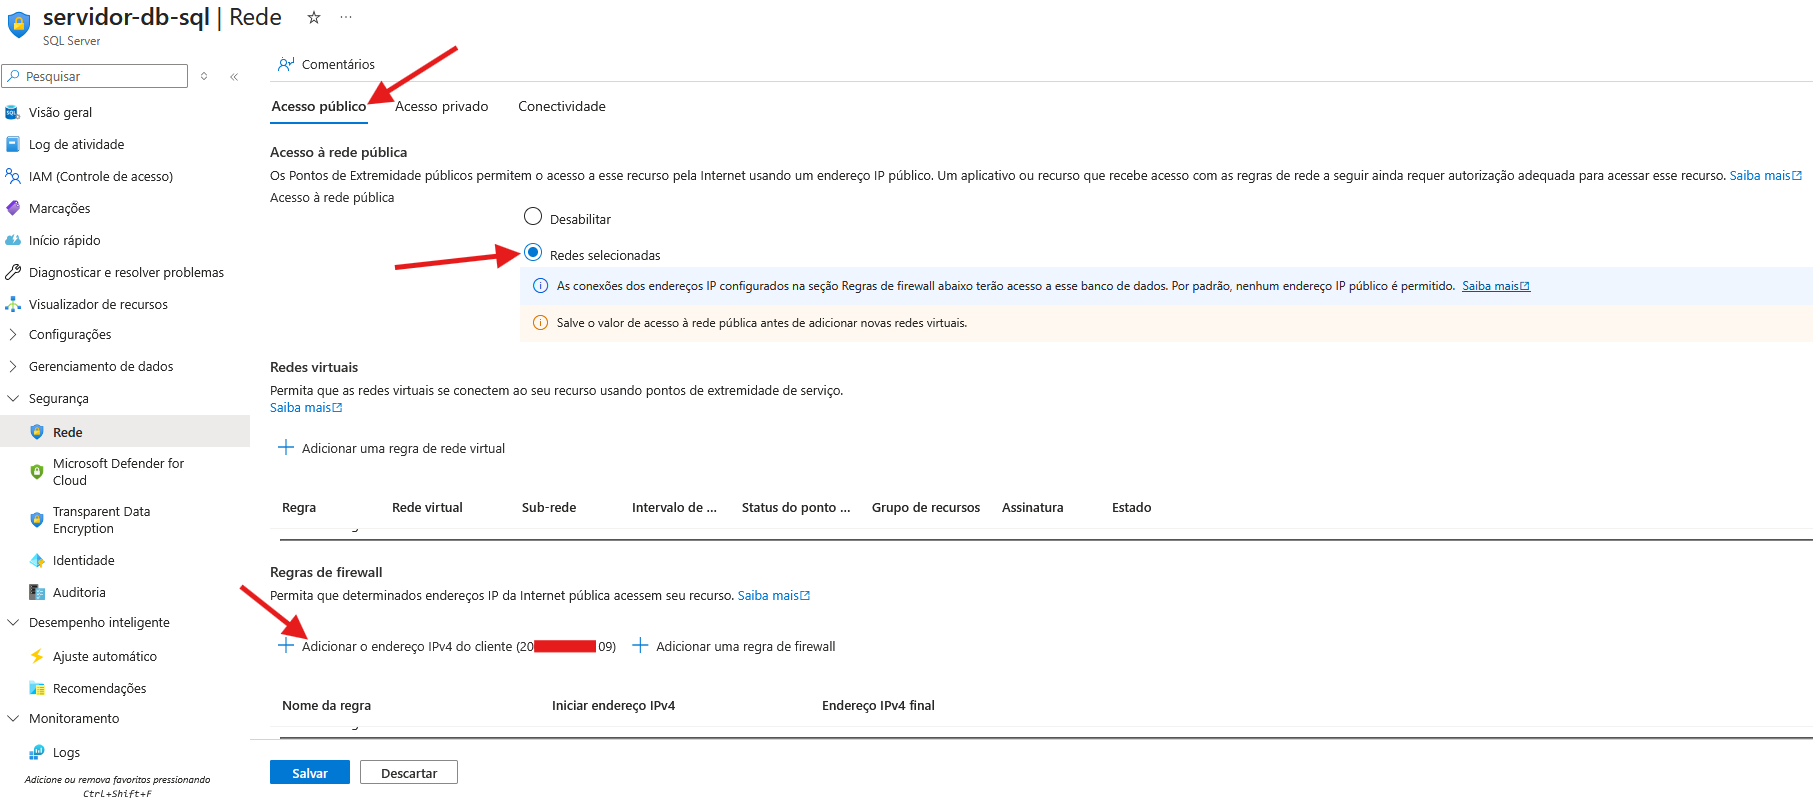 servidor-db-sql | Rede ☆ ...
SQL Server
Pesquisar
Visão geral
Log de atividade
IAM (Controle de acesso)
Marcações
Início rápido
Diagnosticar e resolver problemas
Visualizador de recursos
Configurações
Gerenciamento de dados
Segurança
Rede
Microsoft Defender for
Cloud
Transparent Data
Encryption
Identidade
Auditoria
Desempenho inteligente
Ajuste automático
Recomendações
Monitoramento
Logs
Adicione ou remova favoritos pressionando
Ctrl+Shift+F
Comentários
Acesso público Acesso privado Conectividade
Acesso à rede pública
Os Pontos de Extremidade públicos permitem o acesso a esse recurso pela Internet usando um endereço IP público. Um aplicativo ou recurso que recebe acesso com as regras de rede a seguir ainda requer autorização adequada para acessar esse recurso. Saiba mais
Acesso à rede pública
Desabilitar
Redes selecionadas
As conexões dos endereços IP configurados na seção Regras de firewall abaixo terão acesso a esse banco de dados. Por padrão, nenhum endereço IP público é permitido. Saiba mais
Salve o valor de acesso à rede pública antes de adicionar novas redes virtuais.
Redes virtuais
Permita que as redes virtuais se conectem ao seu recurso usando pontos de extremidade de serviço.
Saiba mais
+ Adicionar uma regra de rede virtual
Regra Rede virtual Sub-rede Intervalo de ... Status do ponto ... Grupo de recursos Assinatura Estado
Regras de firewall
Permita que determinados endereços IP da Internet pública acessem seu recurso. Saiba mais
+ Adicionar o endereço IPv4 do cliente (20 09) + Adicionar uma regra de firewall
Nome da regra Iniciar endereço IPv4 Endereço IPv4 final
Salvar Descartar